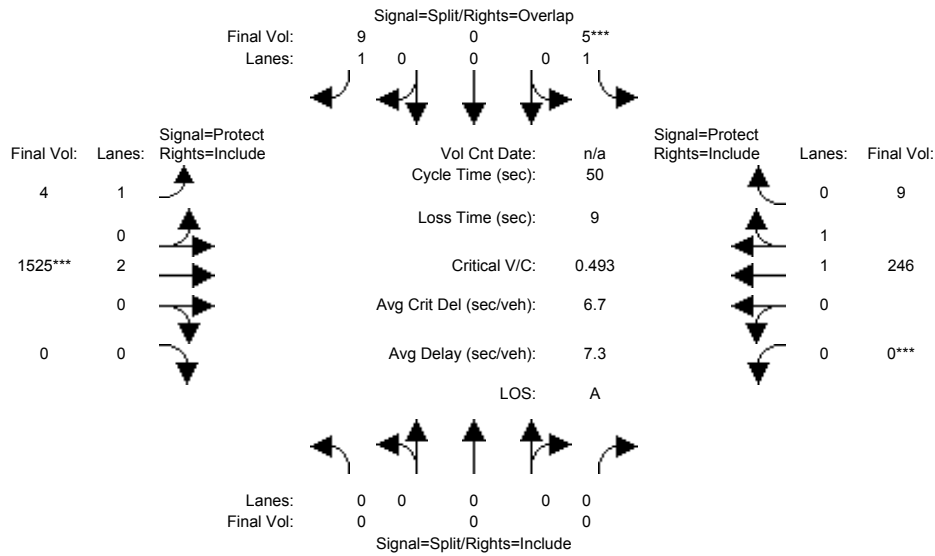 Signal=Split/Rights=Overlap
Final Vol: 9 0 5***
Lanes: 1 0 0 0 1
Signal=Protect Signal=Protect
Final Vol: Lanes: Rights=Include Vol Cnt Date: n/a Rights=Include Lanes: Final Vol:
Cycle Time (sec): 50
4 1 0 9
Loss Time (sec): 9
0 1
1525*** 2 Critical V/C: 0.493 1 246
0 Avg Crit Del (sec/veh): 6.7 0
0 0 Avg Delay (sec/veh): 7.3 0 0***
LOS: A
Lanes: 0 0 0 0 0
Final Vol: 0 0 0
Signal=Split/Rights=Include